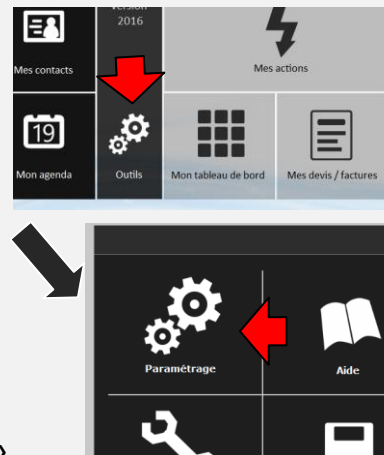 version
2016
Mes contacts
Mes actions
19
Mon agenda
Outils
Mon tableau de bord
Mes devis / factures
Paramétrage
Aide